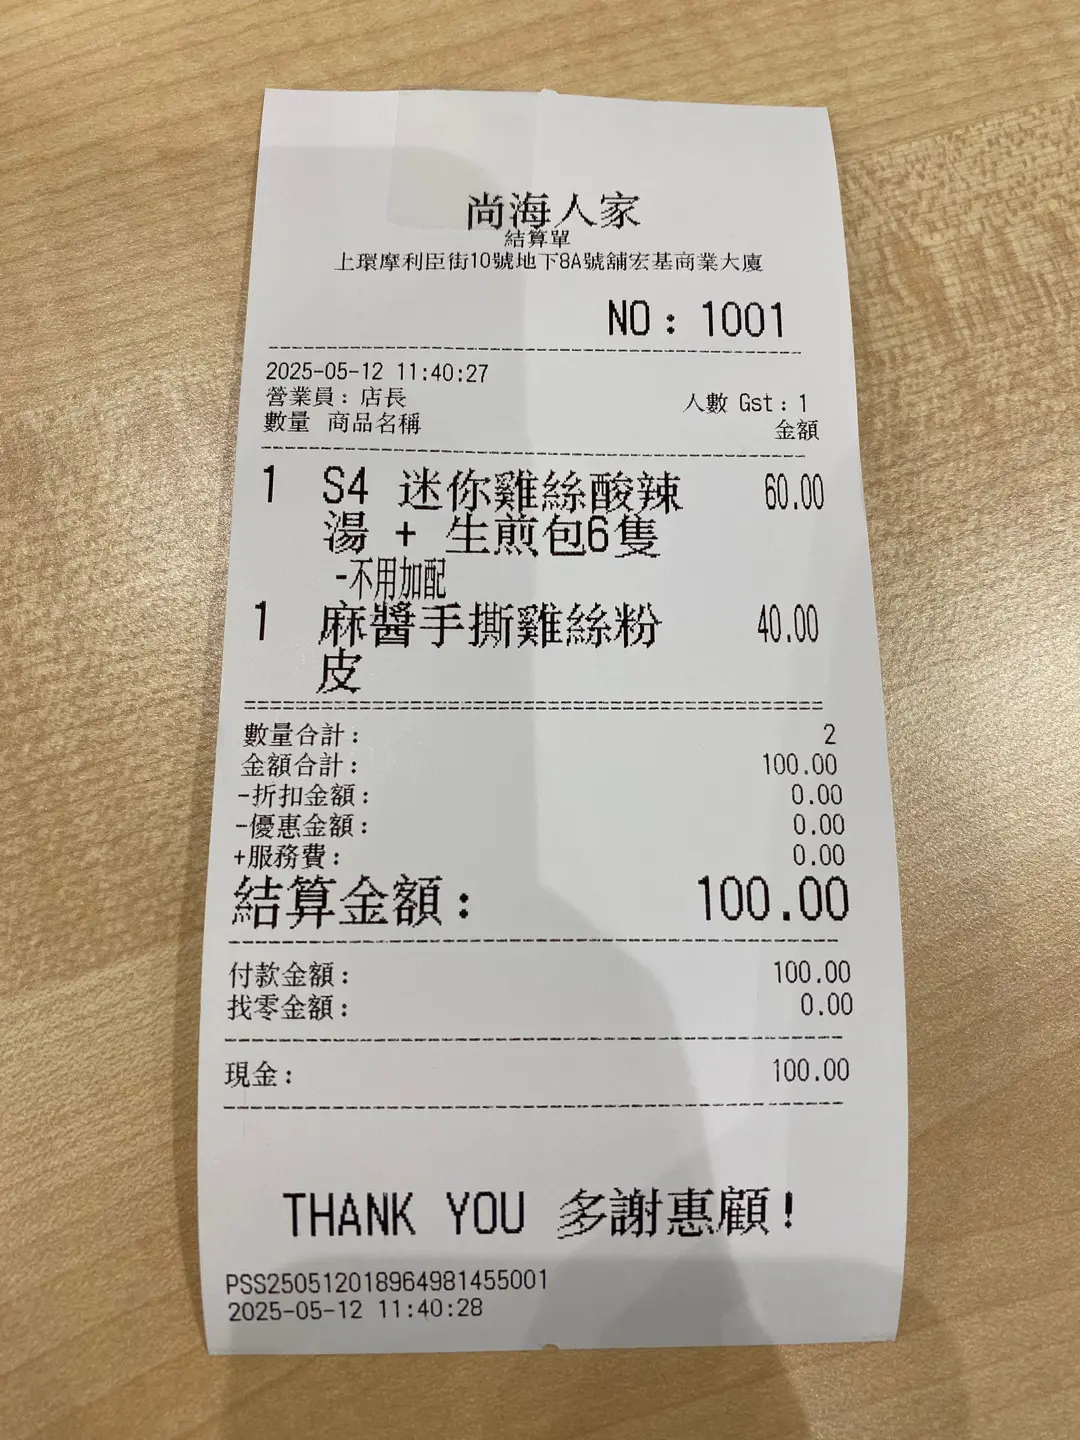 尚海人家
結算單
上環摩利臣街10號地下8A號舖宏基商業大廈
NO: 1001
2025-05-12 11:40:27
營業員: 店長 人數 Gst: 1
數量 商品名稱 金額
1 S4 迷你雞絲酸辣 60.00
湯 + 生煎包6隻
-不用加配
1 麻醬手撕雞絲粉 40.00
皮
數量合計: 2
金額合計: 100.00
-折扣金額: 0.00
-優惠金額: 0.00
+服務費: 0.00
結算金額: 100.00
付款金額: 100.00
找零金額: 0.00
現金: 100.00
THANK YOU 多謝惠顧!
PSS250512018964981455001
2025-05-12 11:40:28